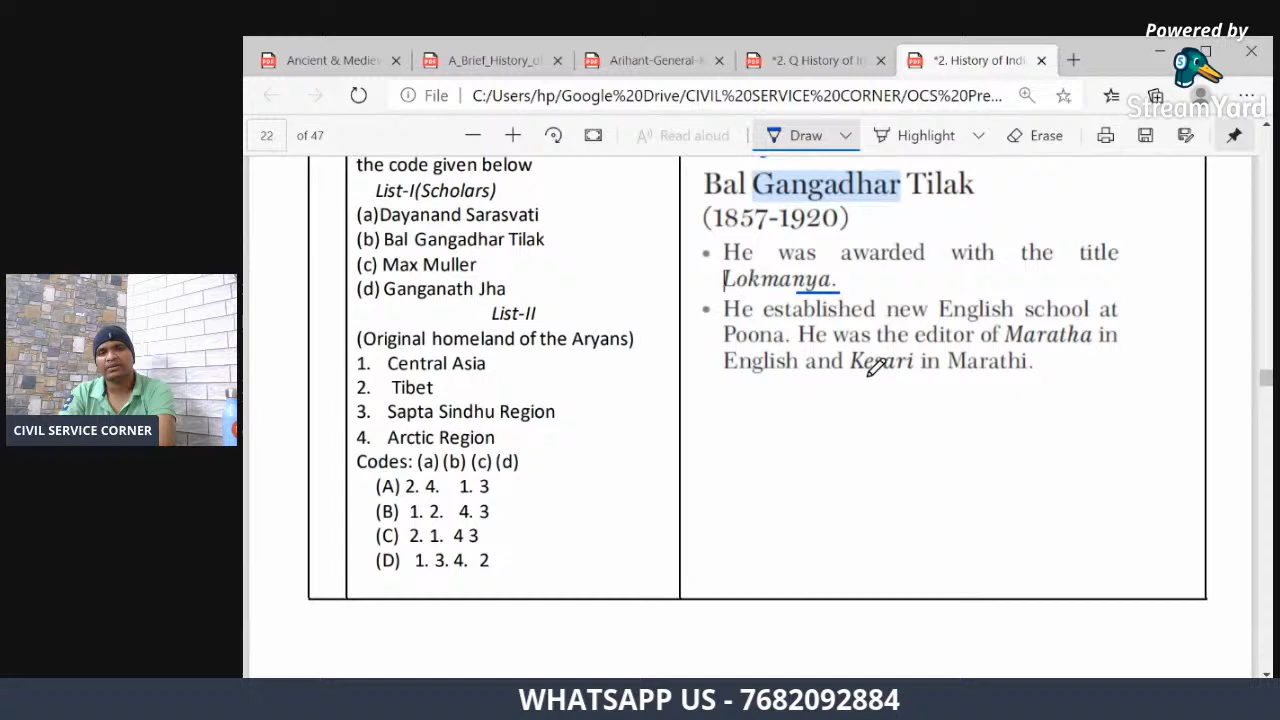 Powered by
StreamYard
Ancient & Mediev
A_Brief_History_of
Arihant-General-K
*2. Q History of In
*2. History of Indi
File C:/Users/hp/Google%20Drive/CIVIL%20SERVICE%20CORNER/OCS%20Pre...
22 of 47 Read aloud Draw Highlight Erase
the code given below
List-I(Scholars)
(a)Dayanand Sarasvati
(b) Bal Gangadhar Tilak
(c) Max Muller
(d) Ganganath Jha
List-II
(Original homeland of the Aryans)
1. Central Asia
2. Tibet
3. Sapta Sindhu Region
4. Arctic Region
Codes: (a) (b) (c) (d)
(A) 2. 4. 1. 3
(B) 1. 2. 4. 3
(C) 2. 1. 4 3
(D) 1. 3. 4. 2
Bal Gangadhar Tilak
(1857-1920)
• He was awarded with the title
Lokmanya.
• He established new English school at
Poona. He was the editor of Maratha in
English and Kesari in Marathi.
CIVIL SERVICE CORNER
WHATSAPP US - 7682092884